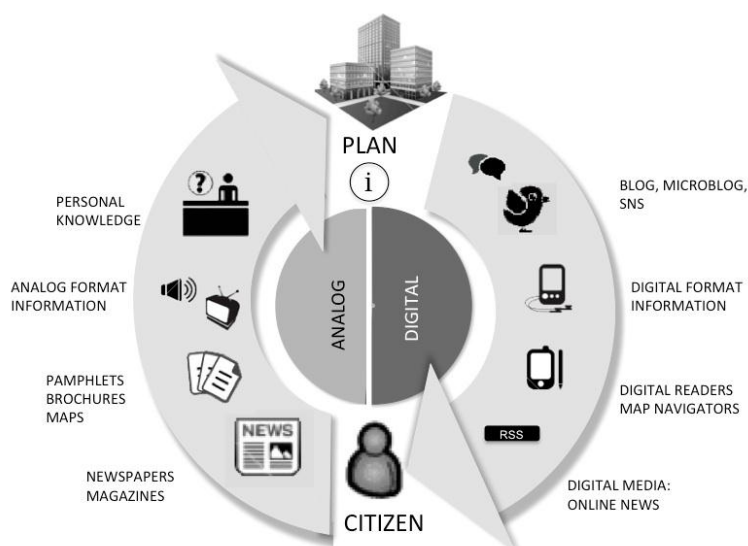 PLAN
i
PERSONAL
KNOWLEDGE
?
ANALOG FORMAT
INFORMATION
PAMPHLETS
BROCHURES
MAPS
NEWS
NEWSPAPERS
MAGAZINES
ANALOG
DIGITAL
BLOG, MICROBLOG,
SNS
DIGITAL FORMAT
INFORMATION
DIGITAL READERS
MAP NAVIGATORS
RSS
DIGITAL MEDIA:
ONLINE NEWS
CITIZEN